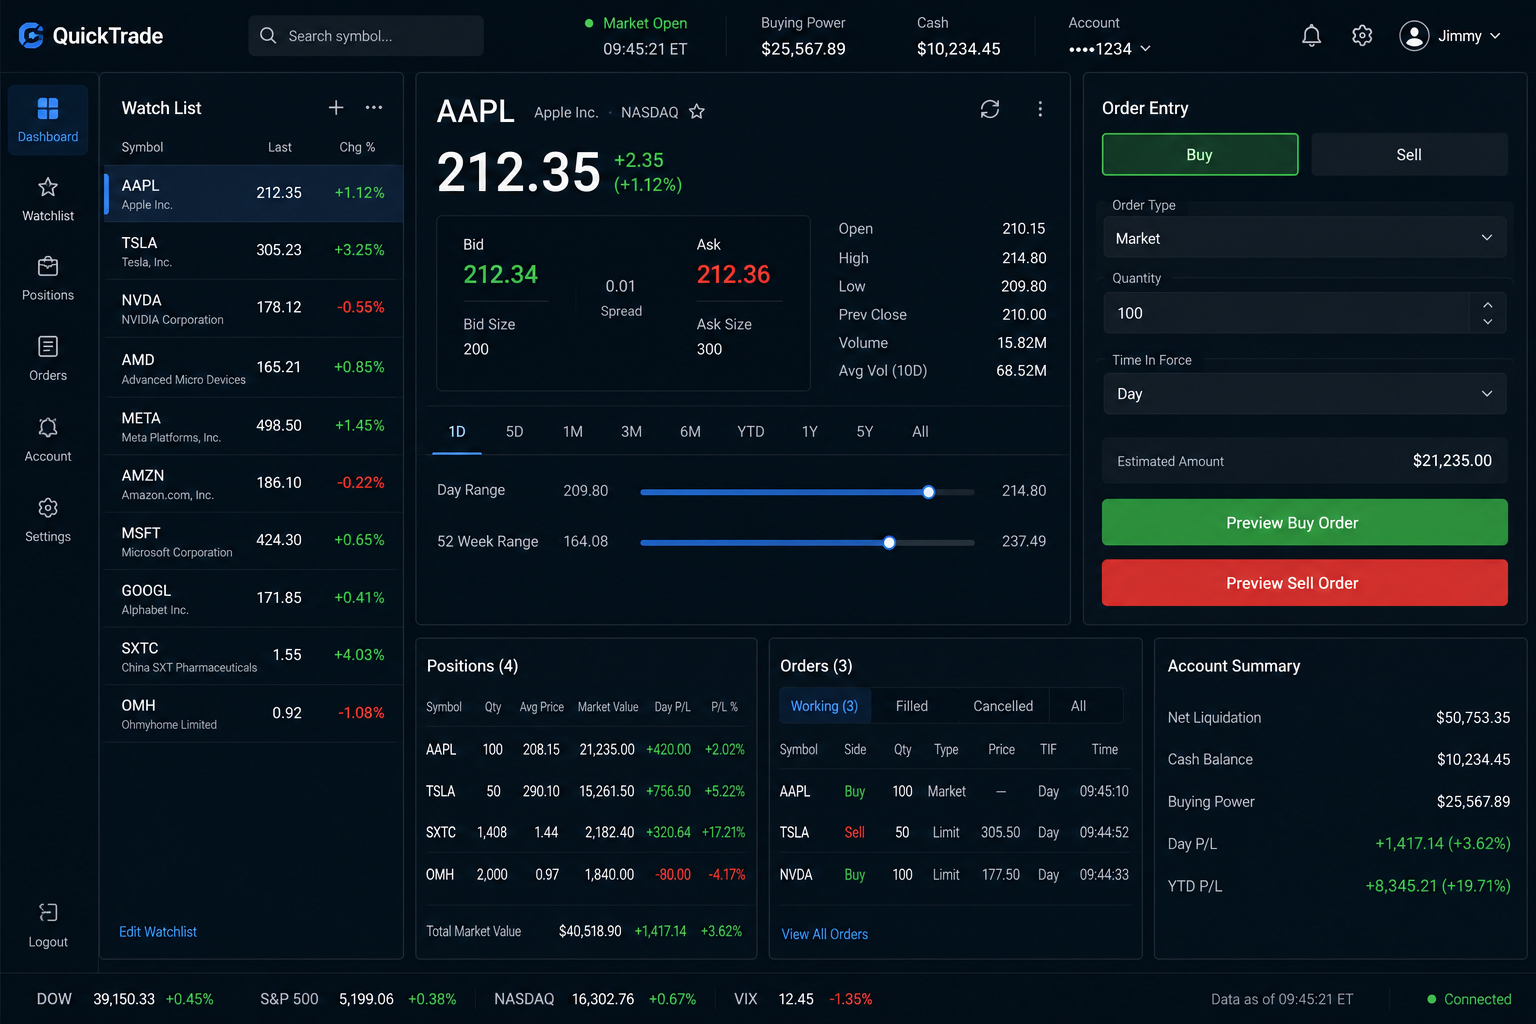 QuickTrade
Search symbol...
Market Open
09:45:21 ET
Buying Power
$25,567.89
Cash
$10,234.45
Account
••••1234
Jimmy
Dashboard
Watchlist
Positions
Orders
Account
Settings
Logout
Watch List
Symbol Last Chg %
AAPL 212.35 +1.12%
Apple Inc.
TSLA 305.23 +3.25%
Tesla, Inc.
NVDA 178.12 -0.55%
NVIDIA Corporation
AMD 165.21 +0.85%
Advanced Micro Devices
META 498.50 +1.45%
Meta Platforms, Inc.
AMZN 186.10 -0.22%
Amazon.com, Inc.
MSFT 424.30 +0.65%
Microsoft Corporation
GOOGL 171.85 +0.41%
Alphabet Inc.
SXTC 1.55 +4.03%
China SXT Pharmaceuticals
OMH 0.92 -1.08%
Ohmyhome Limited
Edit Watchlist
AAPL Apple Inc. · NASDAQ
212.35 +2.35
(+1.12%)
Bid
212.34
Bid Size
200
0.01
Spread
Ask
212.36
Ask Size
300
Open 210.15
High 214.80
Low 209.80
Prev Close 210.00
Volume 15.82M
Avg Vol (10D) 68.52M
1D 5D 1M 3M 6M YTD 1Y 5Y All
Day Range 209.80 214.80
52 Week Range 164.08 237.49
Order Entry
Buy Sell
Order Type
Market
Quantity
100
Time In Force
Day
Estimated Amount $21,235.00
Preview Buy Order
Preview Sell Order
Positions (4)
Symbol Qty Avg Price Market Value Day P/L P/L %
AAPL 100 208.15 21,235.00 +420.00 +2.02%
TSLA 50 290.10 15,261.50 +756.50 +5.22%
SXTC 1,408 1.44 2,182.40 +320.64 +17.21%
OMH 2,000 0.97 1,840.00 -80.00 -4.17%
Total Market Value $40,518.90 +1,417.14 +3.62%
Orders (3)
Working (3) Filled Cancelled All
Symbol Side Qty Type Price TIF Time
AAPL Buy 100 Market — Day 09:45:10
TSLA Sell 50 Limit 305.50 Day 09:44:52
NVDA Buy 100 Limit 177.50 Day 09:44:33
View All Orders
Account Summary
Net Liquidation $50,753.35
Cash Balance $10,234.45
Buying Power $25,567.89
Day P/L +1,417.14 (+3.62%)
YTD P/L +8,345.21 (+19.71%)
DOW 39,150.33 +0.45% S&P 500 5,199.06 +0.38% NASDAQ 16,302.76 +0.67% VIX 12.45 -1.35% Data as of 09:45:21 ET Connected